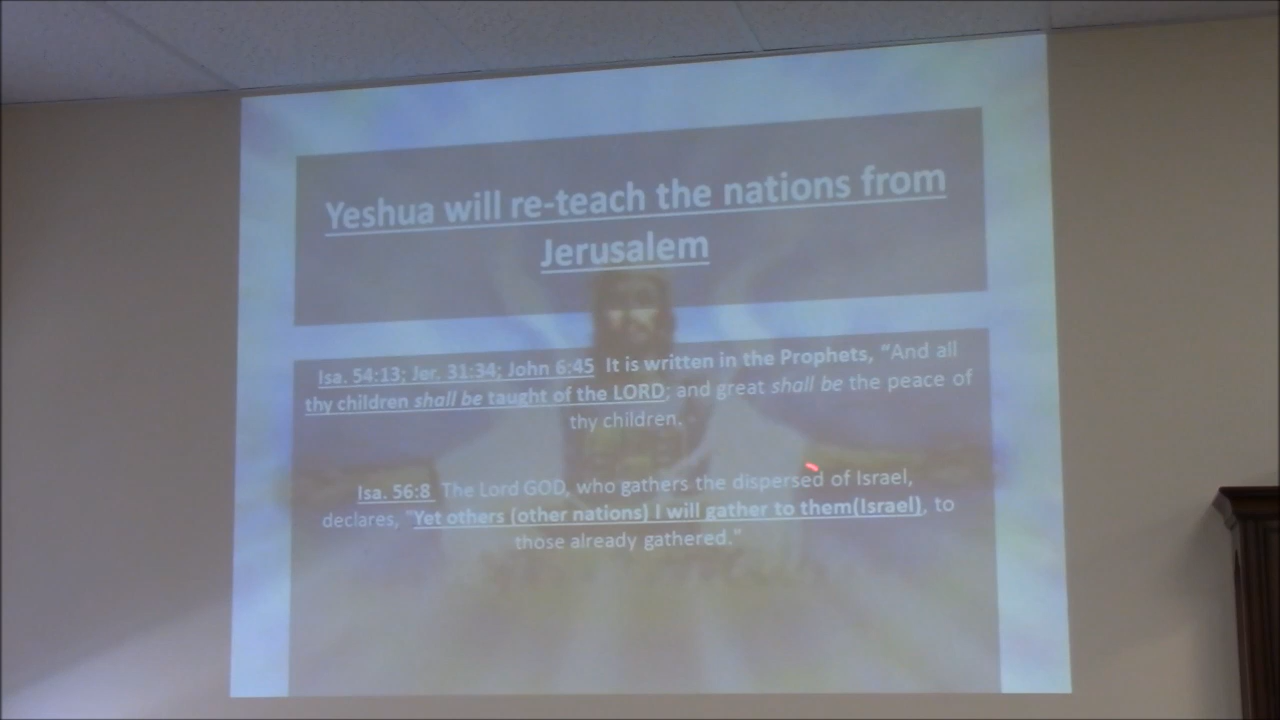 Yeshua will re-teach the nations from
Jerusalem
Isa. 54:13; Jer. 31:34; John 6:45 It is written in the Prophets, “And all
thy children shall be taught of the LORD; and great shall be the peace of
thy children.
Isa. 56:8 The Lord GOD, who gathers the dispersed of Israel,
declares, "Yet others (other nations) I will gather to them(Israel), to
those already gathered."